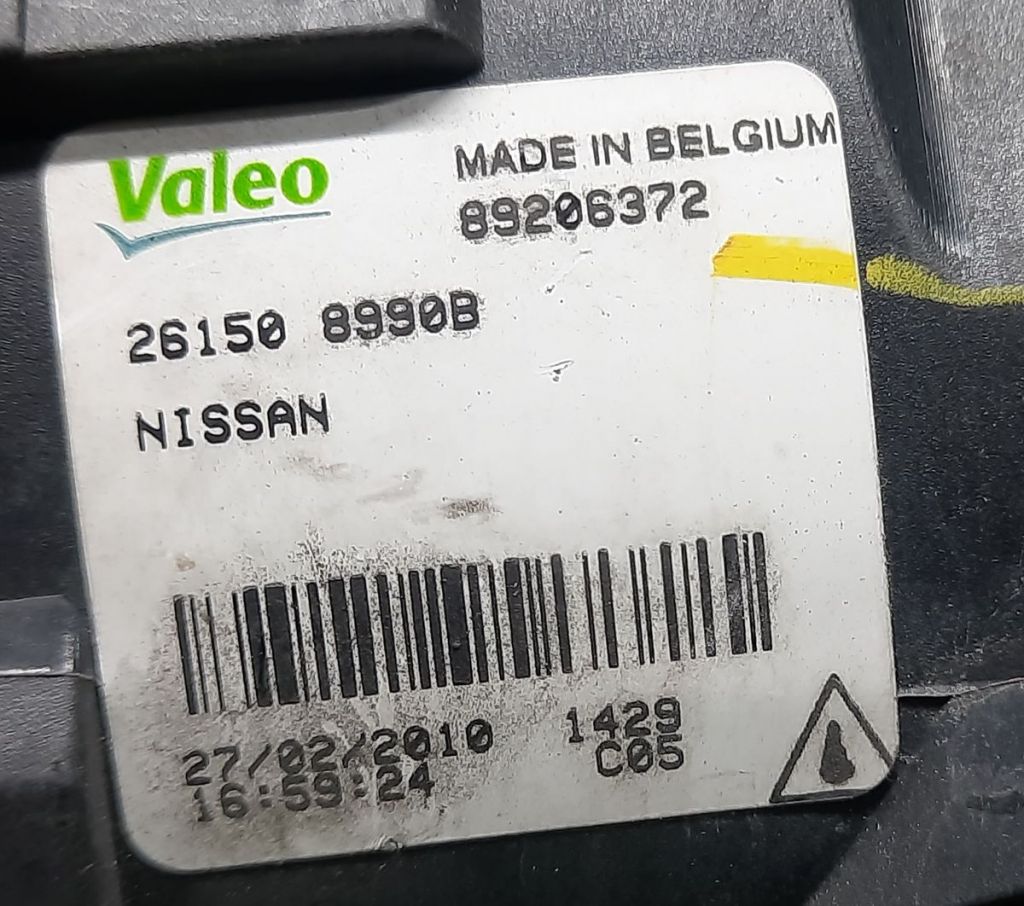 Valeo
MADE IN BELGIUM
89206372
26150 8990B
NISSAN
27/02/2010 1429
16:59:24 C05